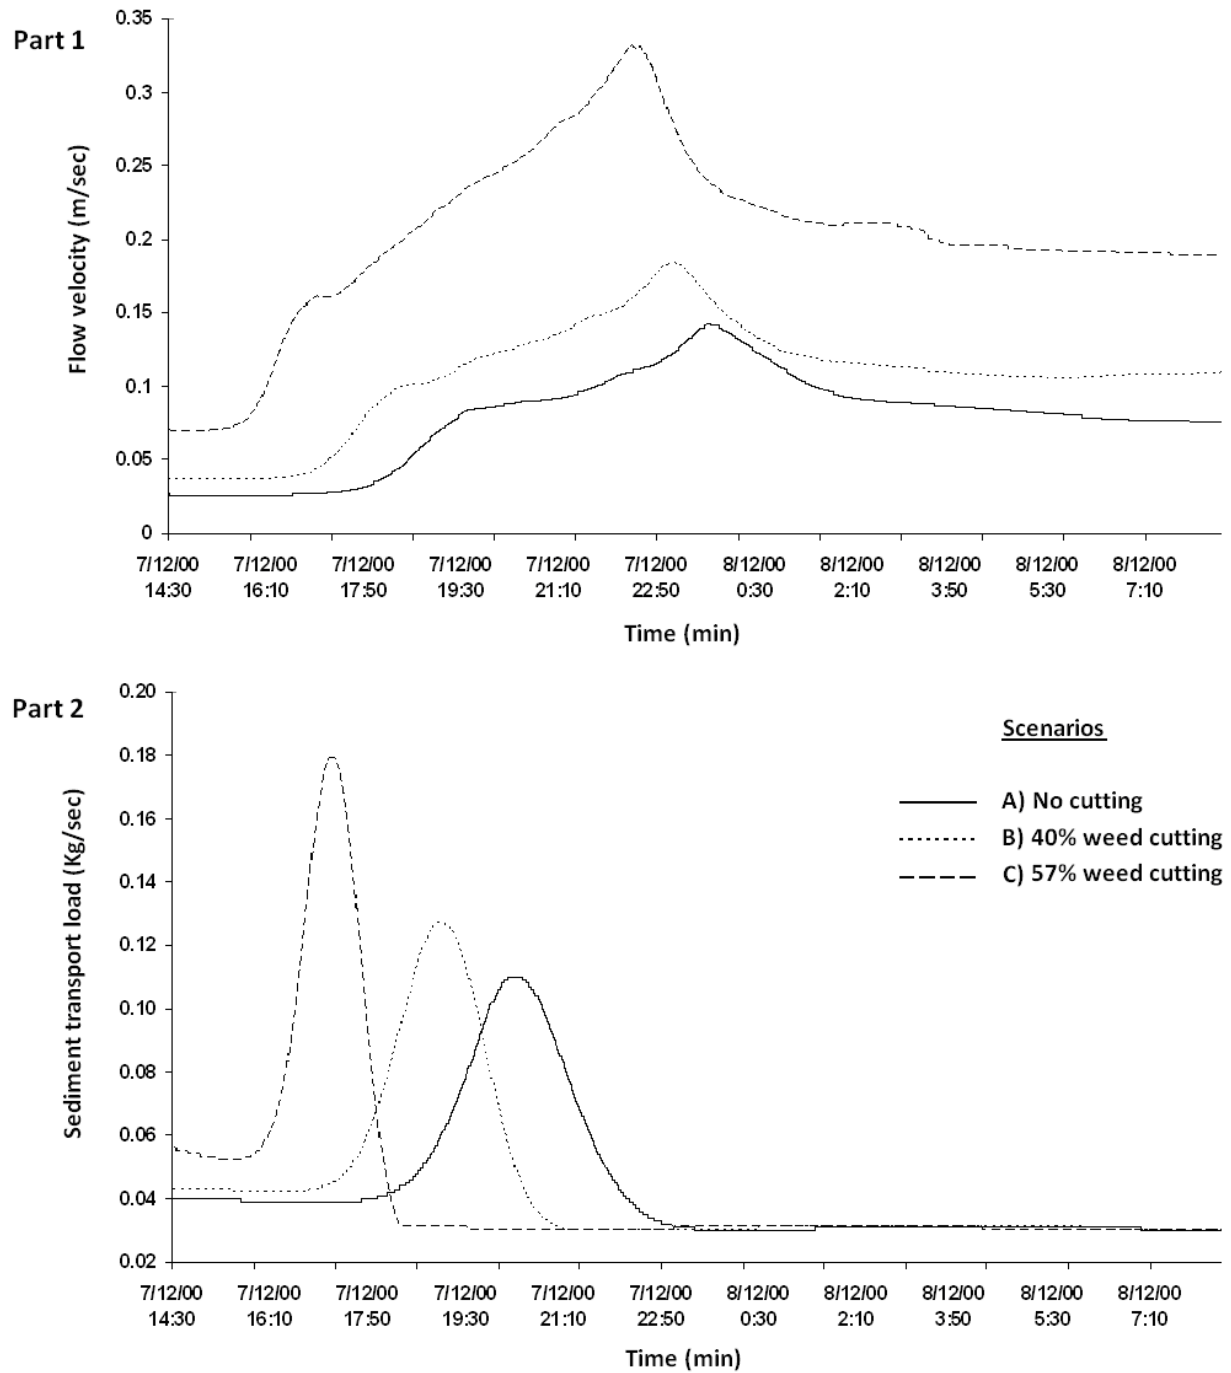 Part 1
Flow velocity (m/sec)
0.35
0.3
0.25
0.2
0.15
0.1
0.05
0
7/12/00 7/12/00 7/12/00 7/12/00 7/12/00 7/12/00 8/12/00 8/12/00 8/12/00 8/12/00 8/12/00
14:30 16:10 17:50 19:30 21:10 22:50 0:30 2:10 3:50 5:30 7:10
Time (min)
Part 2
Sediment transport load (Kg/sec)
0.20
0.18
0.16
0.14
0.12
0.10
0.08
0.06
0.04
0.02
Scenarios
A) No cutting
B) 40% weed cutting
C) 57% weed cutting
7/12/00 7/12/00 7/12/00 7/12/00 7/12/00 7/12/00 8/12/00 8/12/00 8/12/00 8/12/00 8/12/00
14:30 16:10 17:50 19:30 21:10 22:50 0:30 2:10 3:50 5:30 7:10
Time (min)